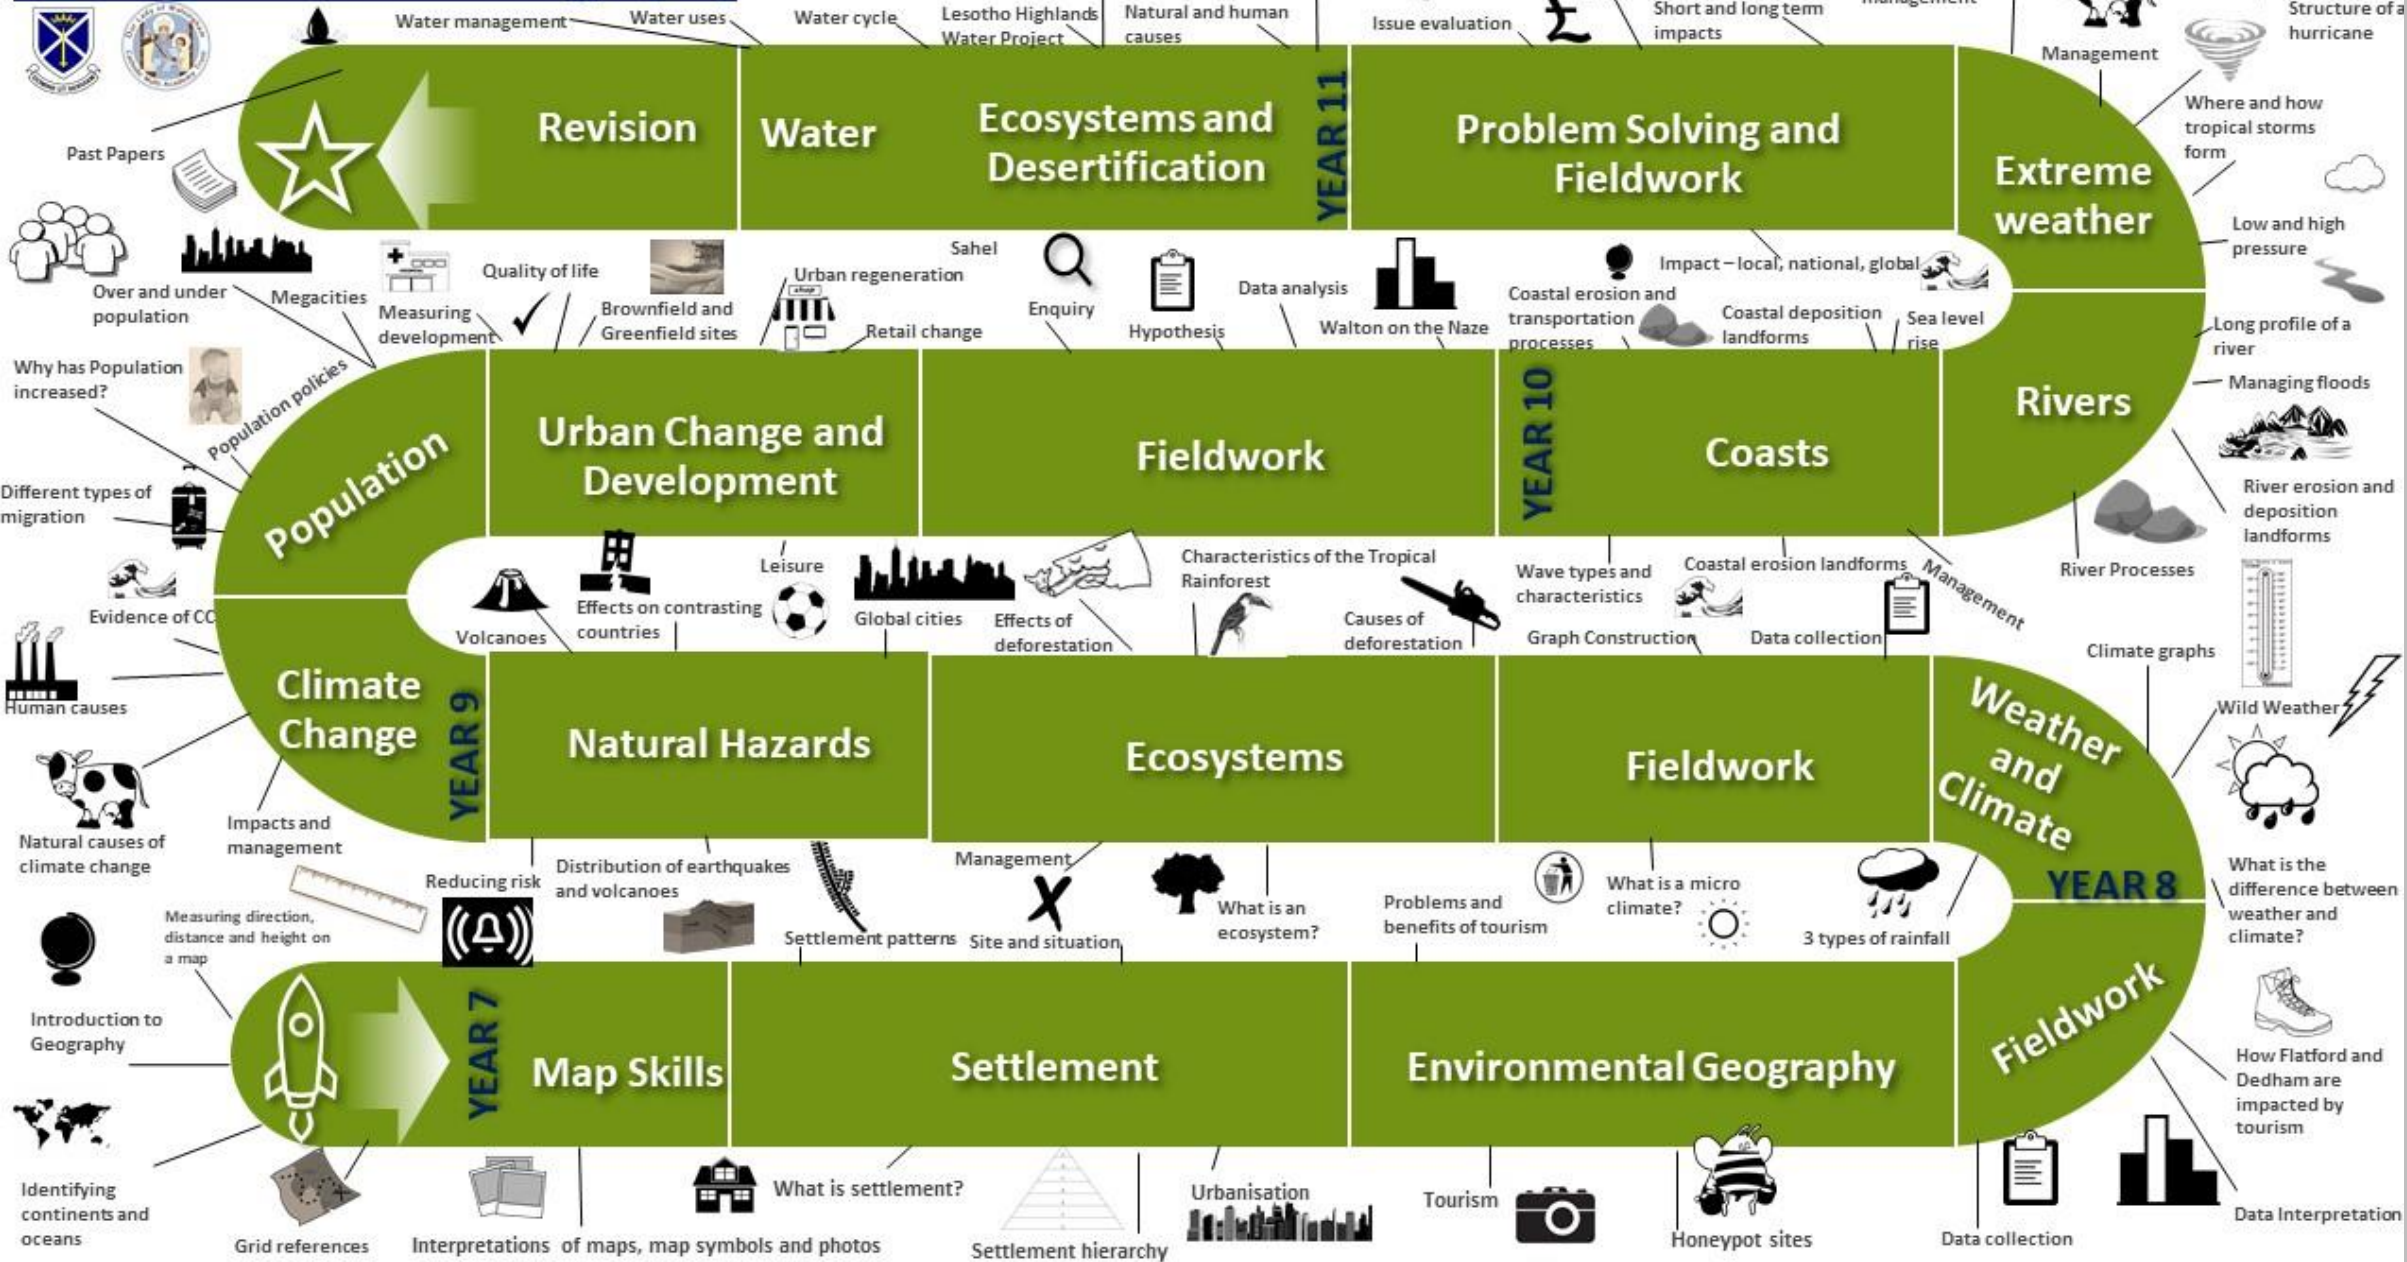 Water management
Water uses
Water cycle
Lesotho Highlands
Water Project
Natural and human
causes
Issue evaluation
Short and long term
impacts
Management
Structure of a
hurricane
Revision
Water
Ecosystems and
Desertification
YEAR 11
Problem Solving and
Fieldwork
Extreme
weather
Where and how
tropical storms
form
Low and high
pressure
Past Papers
Over and under
population
Megacities
Measuring
development
Quality of life
Brownfield and
Greenfield sites
Urban regeneration
shop
Retail change
Sahel
Enquiry
Hypothesis
Data analysis
Walton on the Naze
Coastal erosion and
transportation
processes
Impact – local, national, global
Coastal deposition
landforms
Sea level
rise
Long profile of a
river
Managing floods
River erosion and
deposition
landforms
River Processes
Why has Population
increased?
Population policies
Different types of
migration
Population
Urban Change and
Development
Fieldwork
YEAR 10
Coasts
Rivers
Evidence of CC
Human causes
Natural causes of
climate change
Impacts and
management
Volcanoes
Effects on contrasting
countries
Leisure
Global cities
Effects of
deforestation
Characteristics of the Tropical
Rainforest
Causes of
deforestation
Wave types and
characteristics
Graph Construction
Coastal erosion landforms
Data collection
Management
Climate graphs
Wild Weather
Climate
Change
YEAR 9
Natural Hazards
Ecosystems
Fieldwork
Weather
and
Climate
YEAR 8
What is the
difference between
weather and
climate?
Measuring direction,
distance and height on
a map
Reducing risk
Distribution of earthquakes
and volcanoes
Settlement patterns
Management
Site and situation
What is an
ecosystem?
Problems and
benefits of tourism
What is a micro
climate?
3 types of rainfall
Introduction to
Geography
Identifying
continents and
oceans
YEAR 7
Map Skills
Settlement
Environmental Geography
Fieldwork
How Flatford and
Dedham are
impacted by
tourism
Data Interpretation
Grid references
Interpretations of maps, map symbols and photos
What is settlement?
Settlement hierarchy
Urbanisation
Tourism
Honeypot sites
Data collection